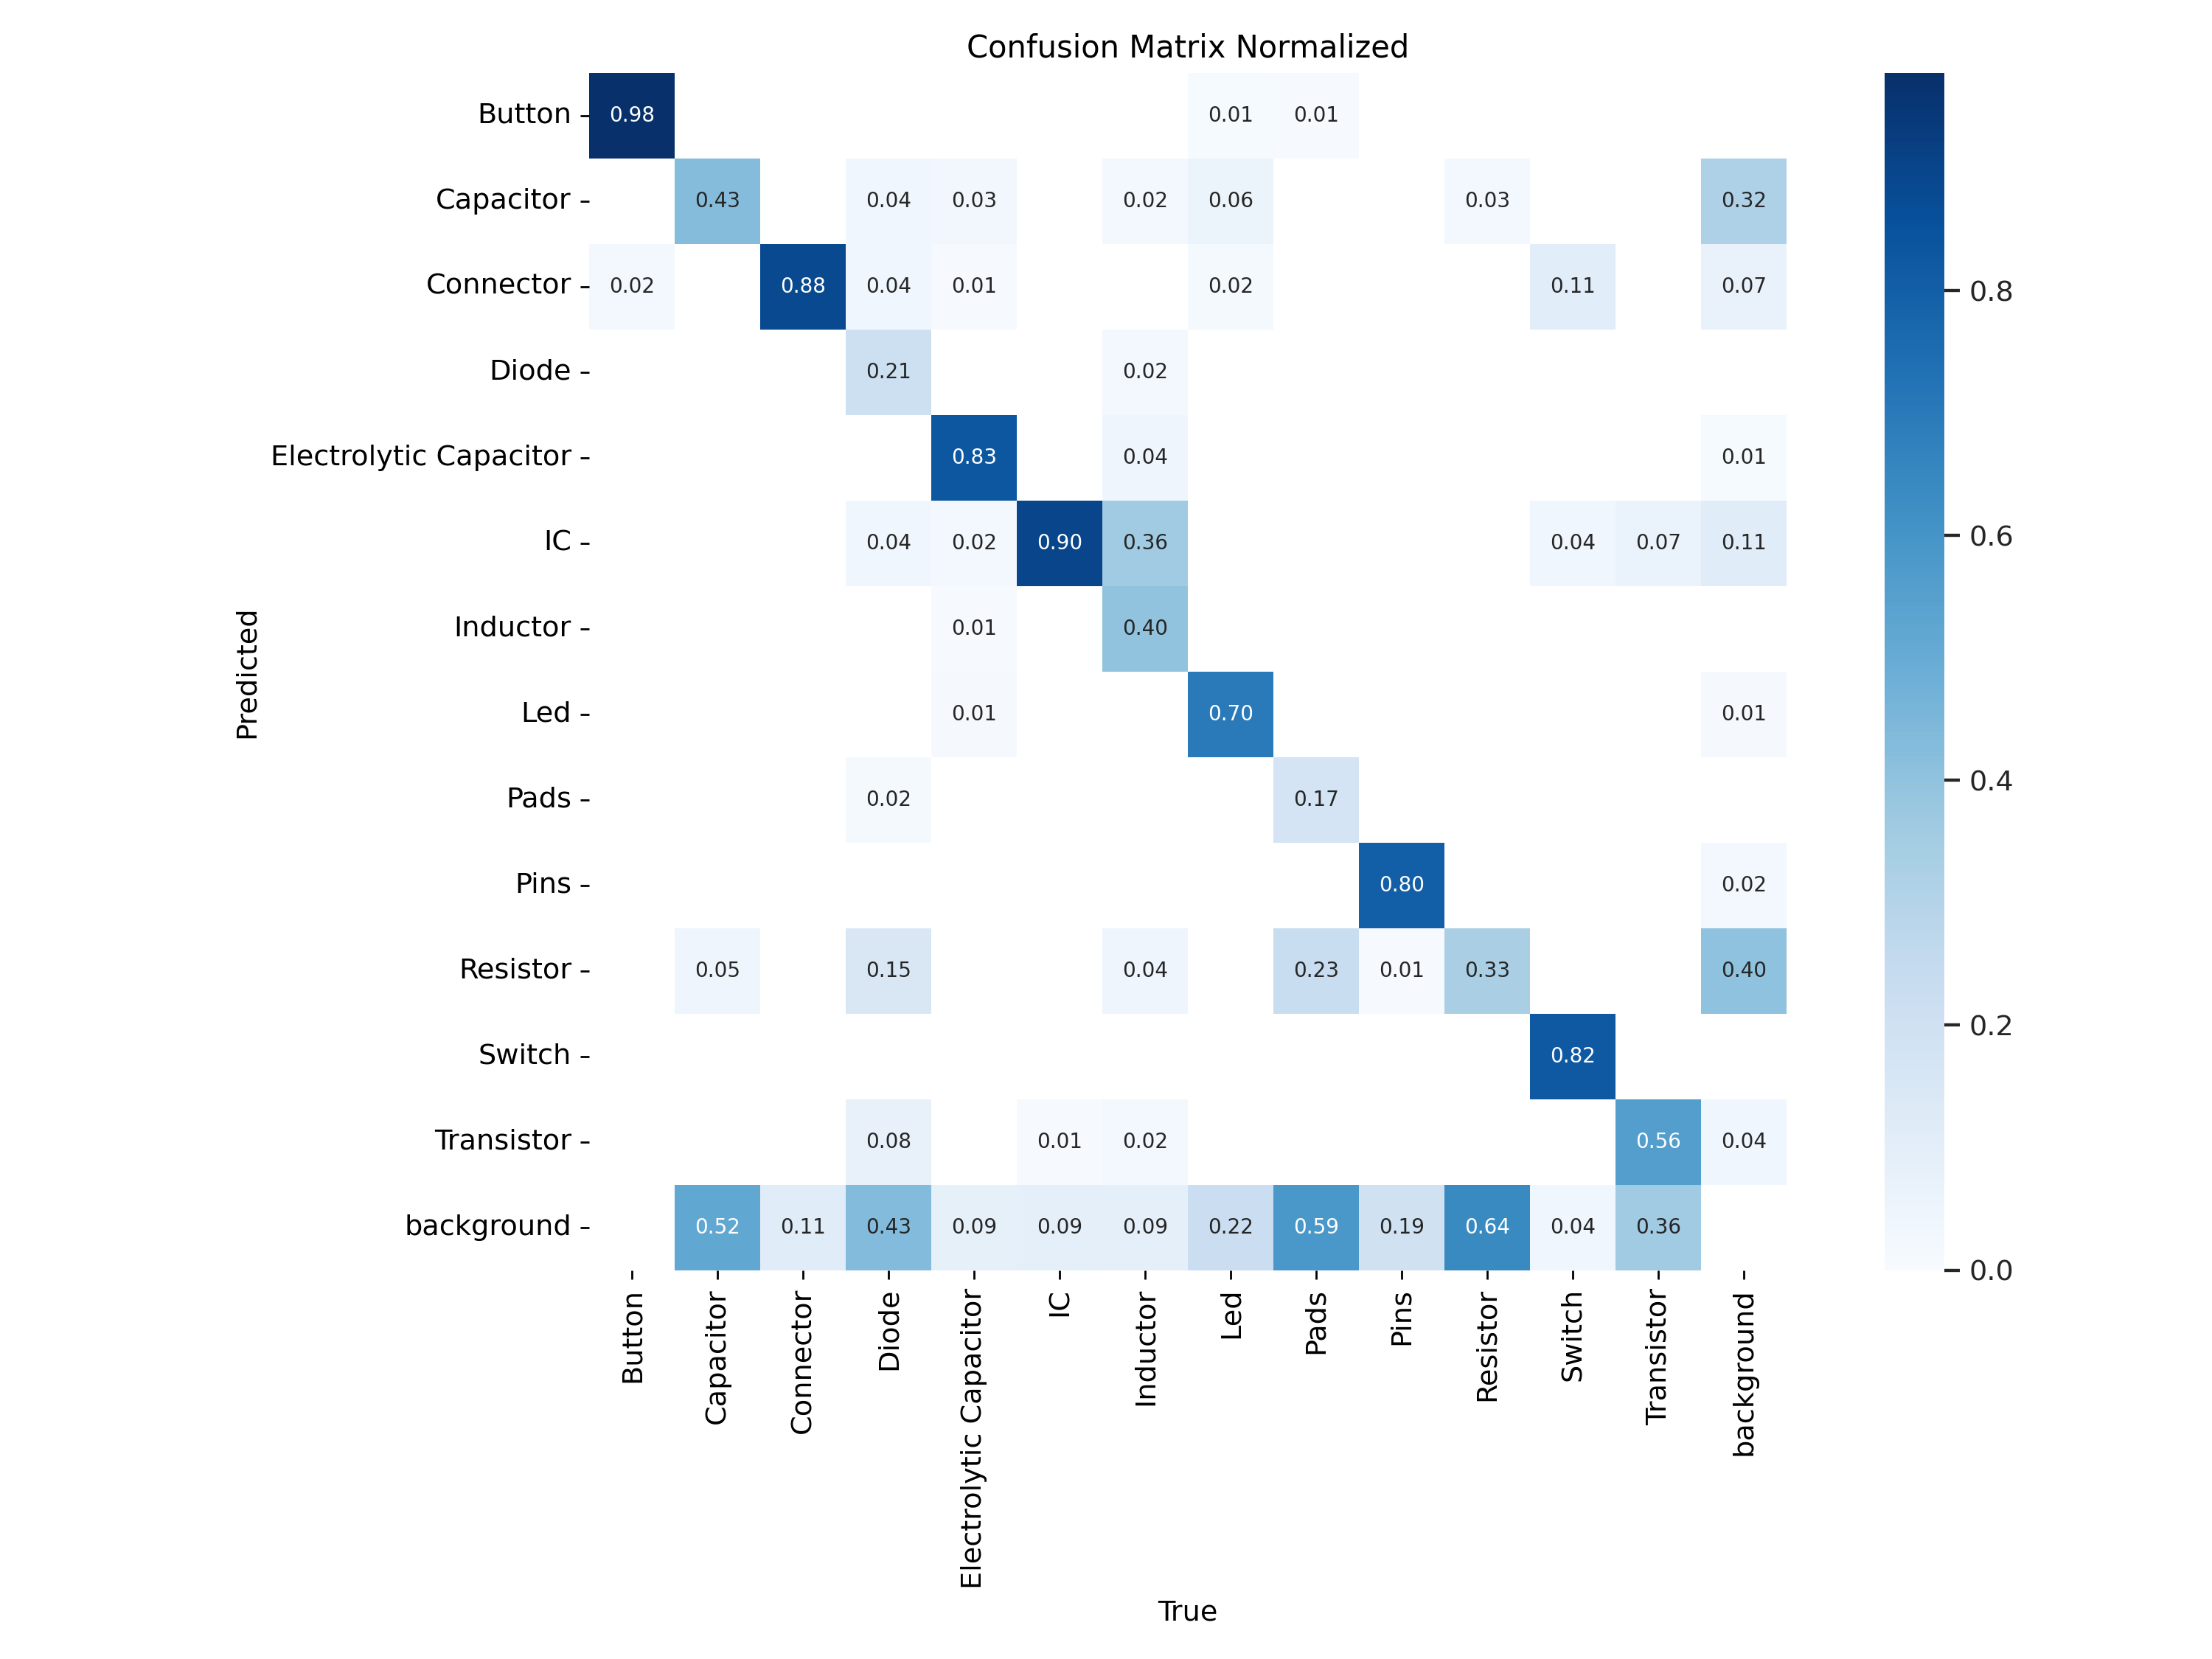 Confusion Matrix Normalized
Button 0.98 0.01 0.01
Capacitor 0.43 0.04 0.03 0.02 0.06 0.03 0.32
Connector 0.02 0.88 0.04 0.01 0.02 0.11 0.07
Diode 0.21 0.02
Electrolytic Capacitor 0.83 0.04 0.01
IC 0.04 0.02 0.90 0.36 0.04 0.07 0.11
Inductor 0.01 0.40
Led 0.01 0.70 0.01
Pads 0.02 0.17
Pins 0.80 0.02
Resistor 0.05 0.15 0.04 0.23 0.01 0.33 0.40
Switch 0.82
Transistor 0.08 0.01 0.02 0.56 0.04
background 0.52 0.11 0.43 0.09 0.09 0.09 0.22 0.59 0.19 0.64 0.04 0.36
Predicted
Button Capacitor Connector Diode Electrolytic Capacitor IC Inductor Led Pads Pins Resistor Switch Transistor background
True
0.8
0.6
0.4
0.2
0.0